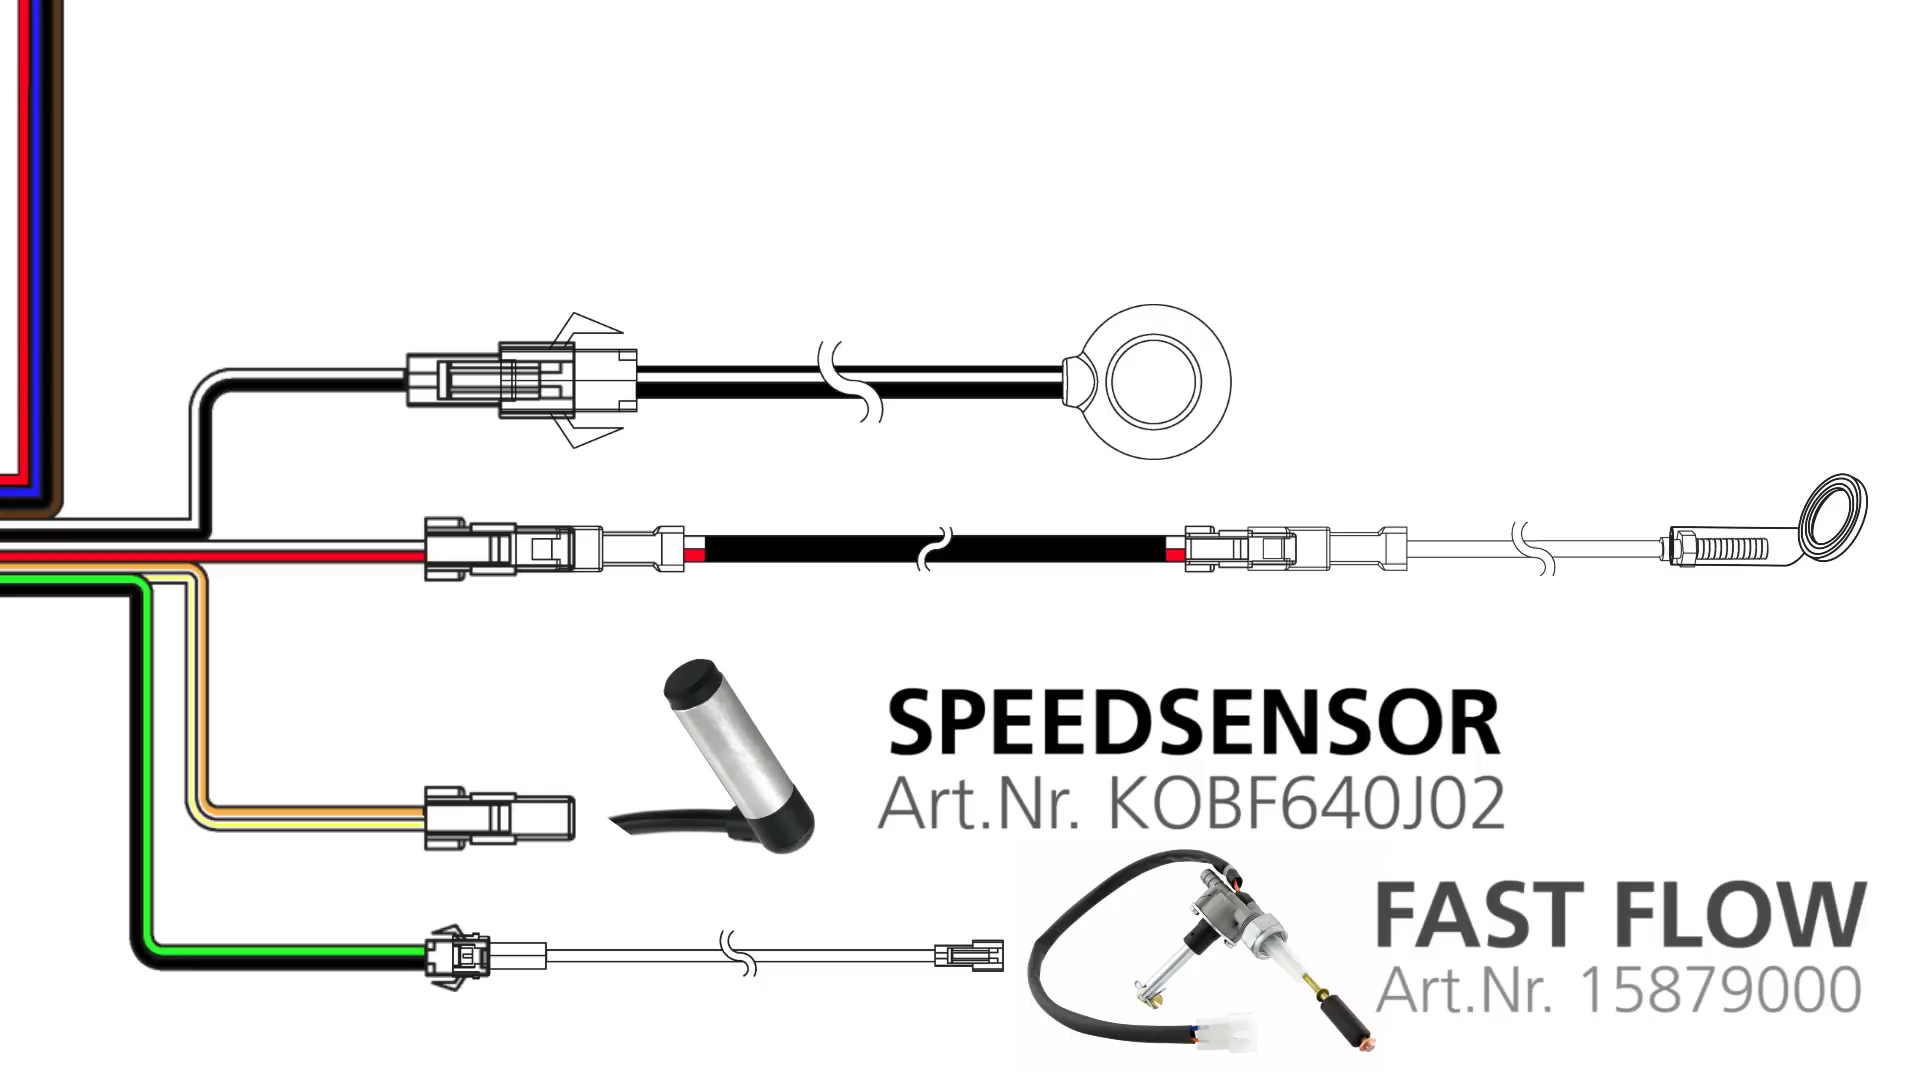 SPEEDSENSOR
Art.Nr. KOBF640J02
FAST FLOW
Art.Nr. 15879000